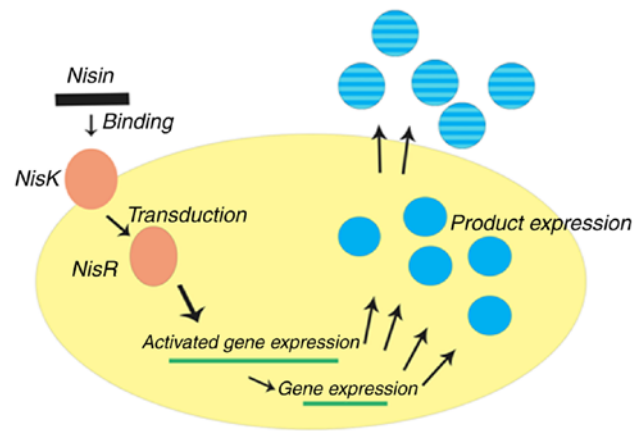 Nisin
Binding
NisK
Transduction
NisR
Product expression
Activated gene expression
Gene expression